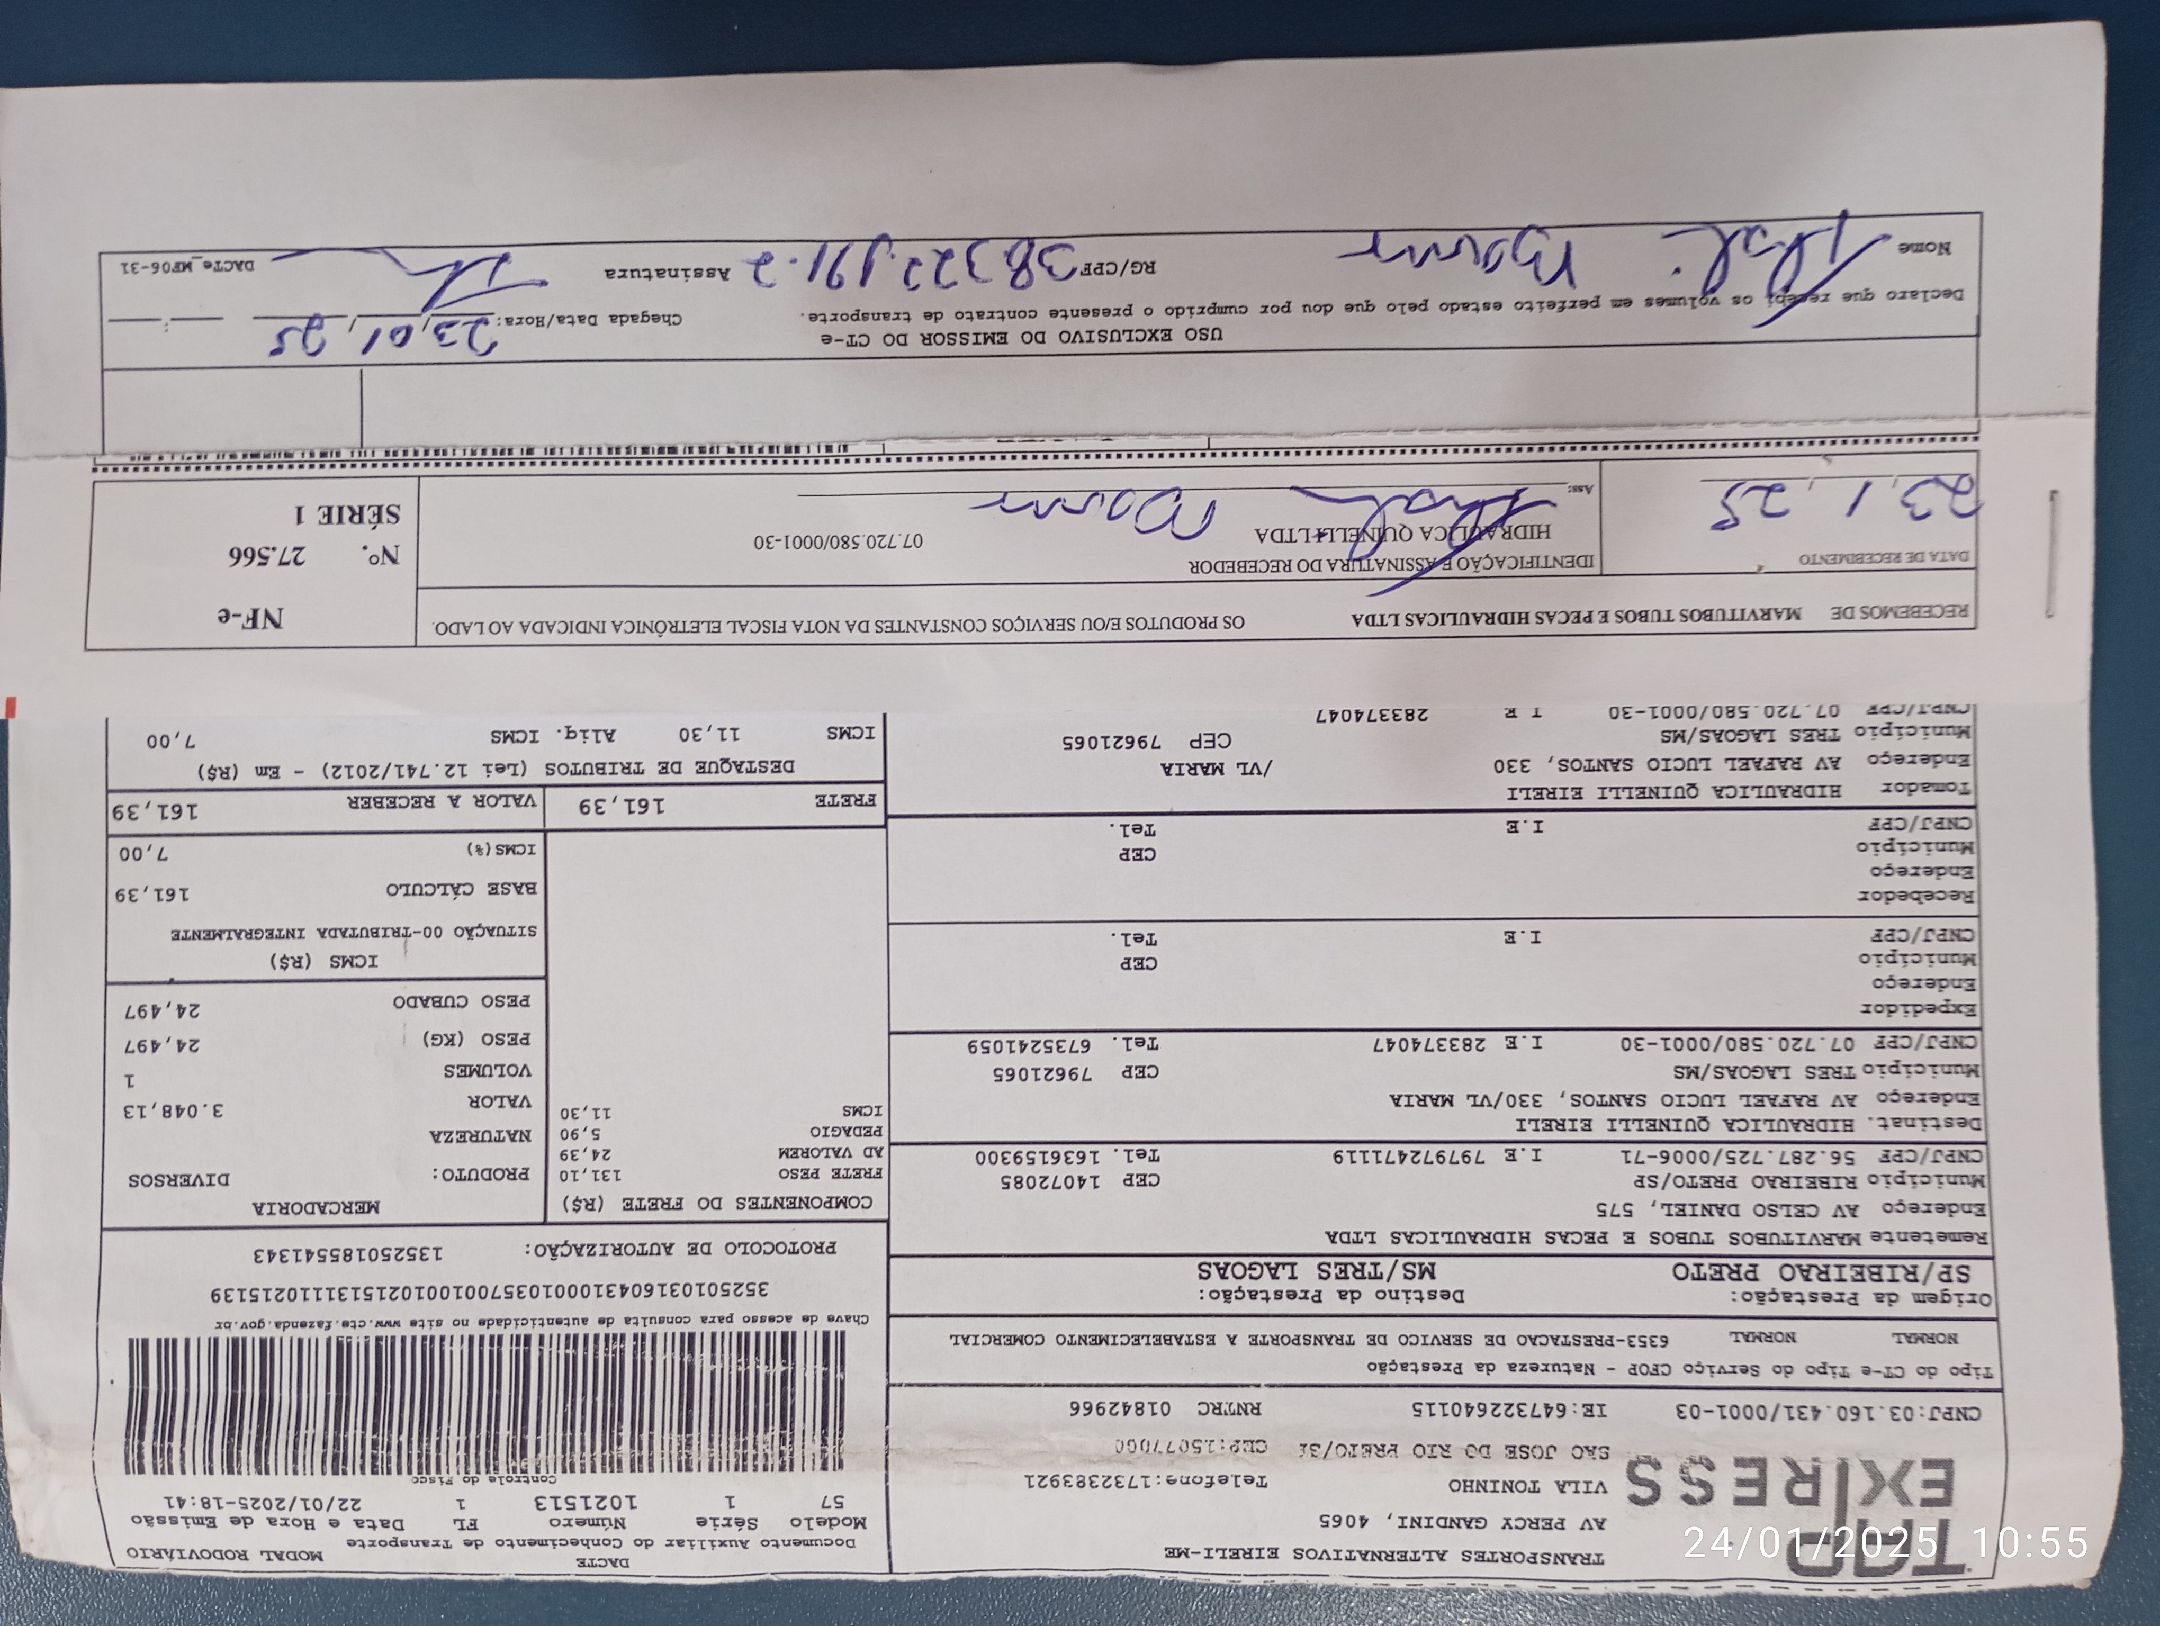 TRANSPORTES ALTERNATIVOS EIRELI-ME
AV PERCY GANDINI, 4065
VILA TONINHO Telefone:1732383921
SAO JOSE DO RIO PRETO/SP CEP:15077000
EXPRESS
CNPJ:03.160.431/0001-03 IE:647322640115 RNTRC 01842966
DACTE MODAL RODOVIÁRIO
Documento Auxiliar do Conhecimento de Transporte
Modelo Série Número FL Data e Hora de Emissão
57 1 1021513 1 22/01/2025-18:41
Controle do Fisco
Chave de acesso para consulta de autenticidade no site www.cte.fazenda.gov.br
35250103160431000103570010010215131111021 5139
PROTOCOLO DE AUTORIZAÇÃO: 135250185541343
Tipo do CT-e Tipo do Serviço CFOP - Natureza da Prestação
NORMAL NORMAL 6353-PRESTACAO DE SERVICO DE TRANSPORTE A ESTABELECIMENTO COMERCIAL
Origem da Prestação: Destino da Prestação:
SP/RIBEIRAO PRETO MS/TRES LAGOAS
Remetente MARVITUBOS TUBOS E PECAS HIDRAULICAS LTDA
Endereço AV CELSO DANIEL, 575
Município RIBEIRAO PRETO/SP CEP 14072085
CNPJ/CPF 56.287.725/0006-71 I.E 797972471119 Tel. 1636159300
Destinat. HIDRAULICA QUINELLI EIRELI
Endereço AV RAFAEL LUCIO SANTOS, 330/VL MARIA
Município TRES LAGOAS/MS CEP 79621065
CNPJ/CPF 07.720.580/0001-30 I.E 283374047 Tel. 6735241059
Expedidor
Endereço
Município CEP
CNPJ/CPF I.E Tel.
Recebedor
Endereço
Município CEP
CNPJ/CPF I.E Tel.
Tomador HIDRAULICA QUINELLI EIRELI
Endereço AV RAFAEL LUCIO SANTOS, 330 /VL MARIA
Município TRES LAGOAS/MS CEP 79621065
CNPJ/CPF 07.720.580/0001-30 I E 283374047
COMPONENTES DO FRETE (R$)
FRETE PESO 131,10
AD VALOREM 24,39
PEDAGIO 5,90
ICMS 11,30
MERCADORIA
PRODUTO: DIVERSOS
NATUREZA
VALOR 3.048,13
VOLUMES 1
PESO (KG) 24,497
PESO CUBADO 24,497
ICMS (R$)
SITUAÇÃO 00-TRIBUTADA INTEGRALMENTE
BASE CÁLCULO 161,39
ICMS(%) 7,00
FRETE 161,39 VALOR A RECEBER 161,39
DESTAQUE DE TRIBUTOS (Lei 12.741/2012) - Em (R$)
ICMS 11,30 Aliq. ICMS 7,00
RECEBEMOS DE MARVITUBOS TUBOS E PECAS HIDRAULICAS LTDA OS PRODUTOS E/OU SERVIÇOS CONSTANTES DA NOTA FISCAL ELETRÔNICA INDICADA AO LADO.
DATA DE RECEBIMENTO
23 1 25
IDENTIFICAÇÃO E ASSINATURA DO RECEBEDOR
HIDRAULICA QUINELLI LTDA 07.720.580/0001-30
Ass:
NF-e
Nº. 27.566
SÉRIE 1
USO EXCLUSIVO DO EMISSOR DO CT-e
Declaro que recebi os volumes em perfeito estado pelo que dou por cumprido o presente contrato de transporte.
Chegada Data/Hora: 23/01/25
Nome
RG/CPF 38322.191-2
Assinatura
DACTe_MF06-31
24/01/2025 10:55